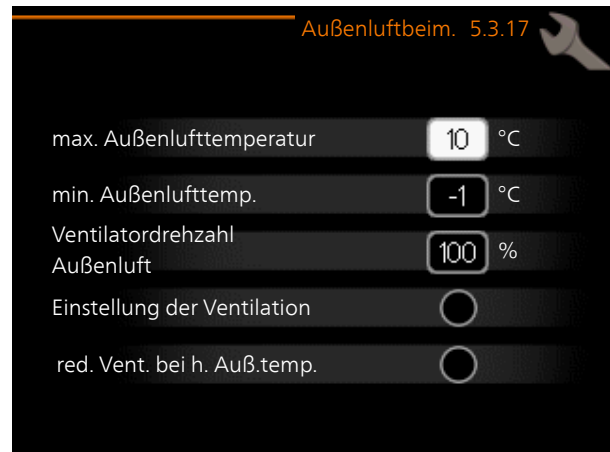 Außenluftbeim. 5.3.17
max. Außenlufttemperatur 10 °C
min. Außenlufttemp. -1 °C
Ventilatordrehzahl
Außenluft 100 %
Einstellung der Ventilation
red. Vent. bei h. Auß.temp.